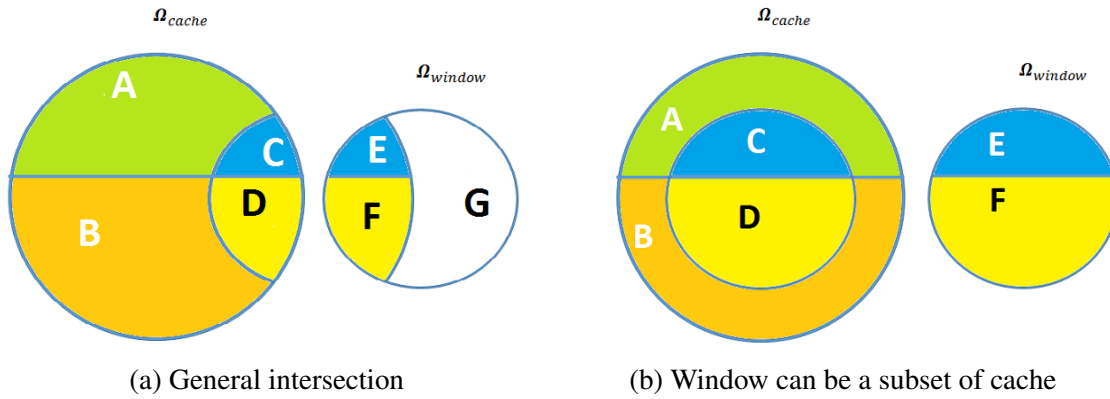 Ω_cache
A
Ω_window
C
E
D
F
G
B
(a) General intersection
Ω_cache
Ω_window
A
C
E
D
F
B
(b) Window can be a subset of cache